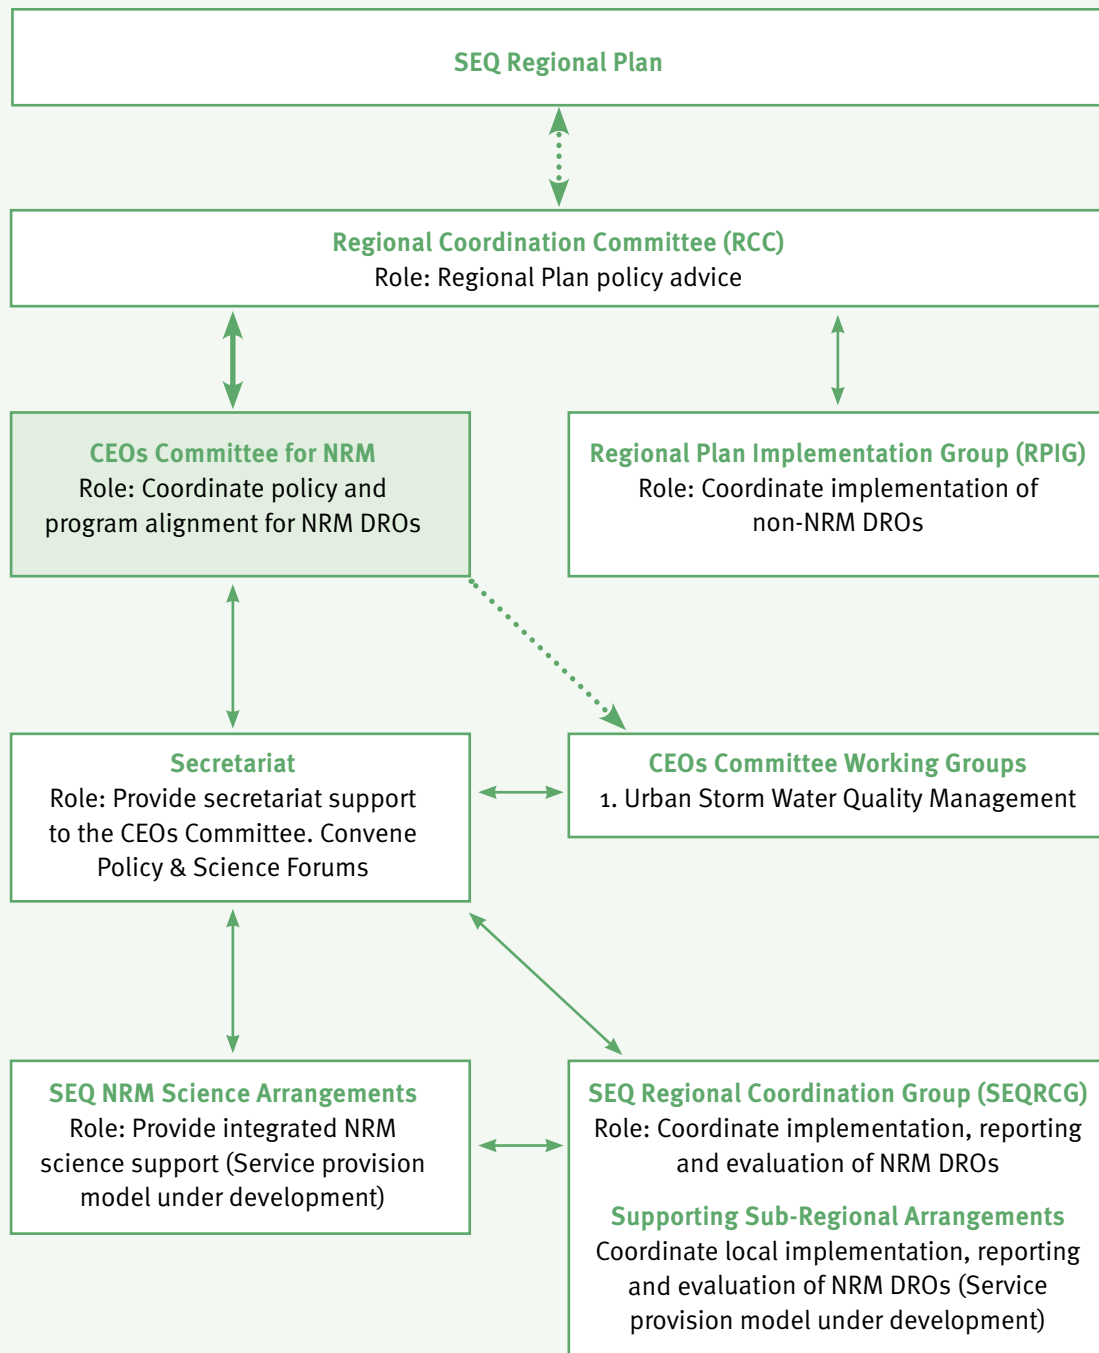 SEQ Regional Plan
Regional Coordination Committee (RCC)
Role: Regional Plan policy advice
CEOs Committee for NRM
Role: Coordinate policy and
program alignment for NRM DROs
Regional Plan Implementation Group (RPIG)
Role: Coordinate implementation of
non-NRM DROs
Secretariat
Role: Provide secretariat support
to the CEOs Committee. Convene
Policy & Science Forums
CEOs Committee Working Groups
1. Urban Storm Water Quality Management
SEQ NRM Science Arrangements
Role: Provide integrated NRM
science support (Service provision
model under development)
SEQ Regional Coordination Group (SEQRCG)
Role: Coordinate implementation, reporting
and evaluation of NRM DROs
Supporting Sub-Regional Arrangements
Coordinate local implementation, reporting
and evaluation of NRM DROs (Service
provision model under development)